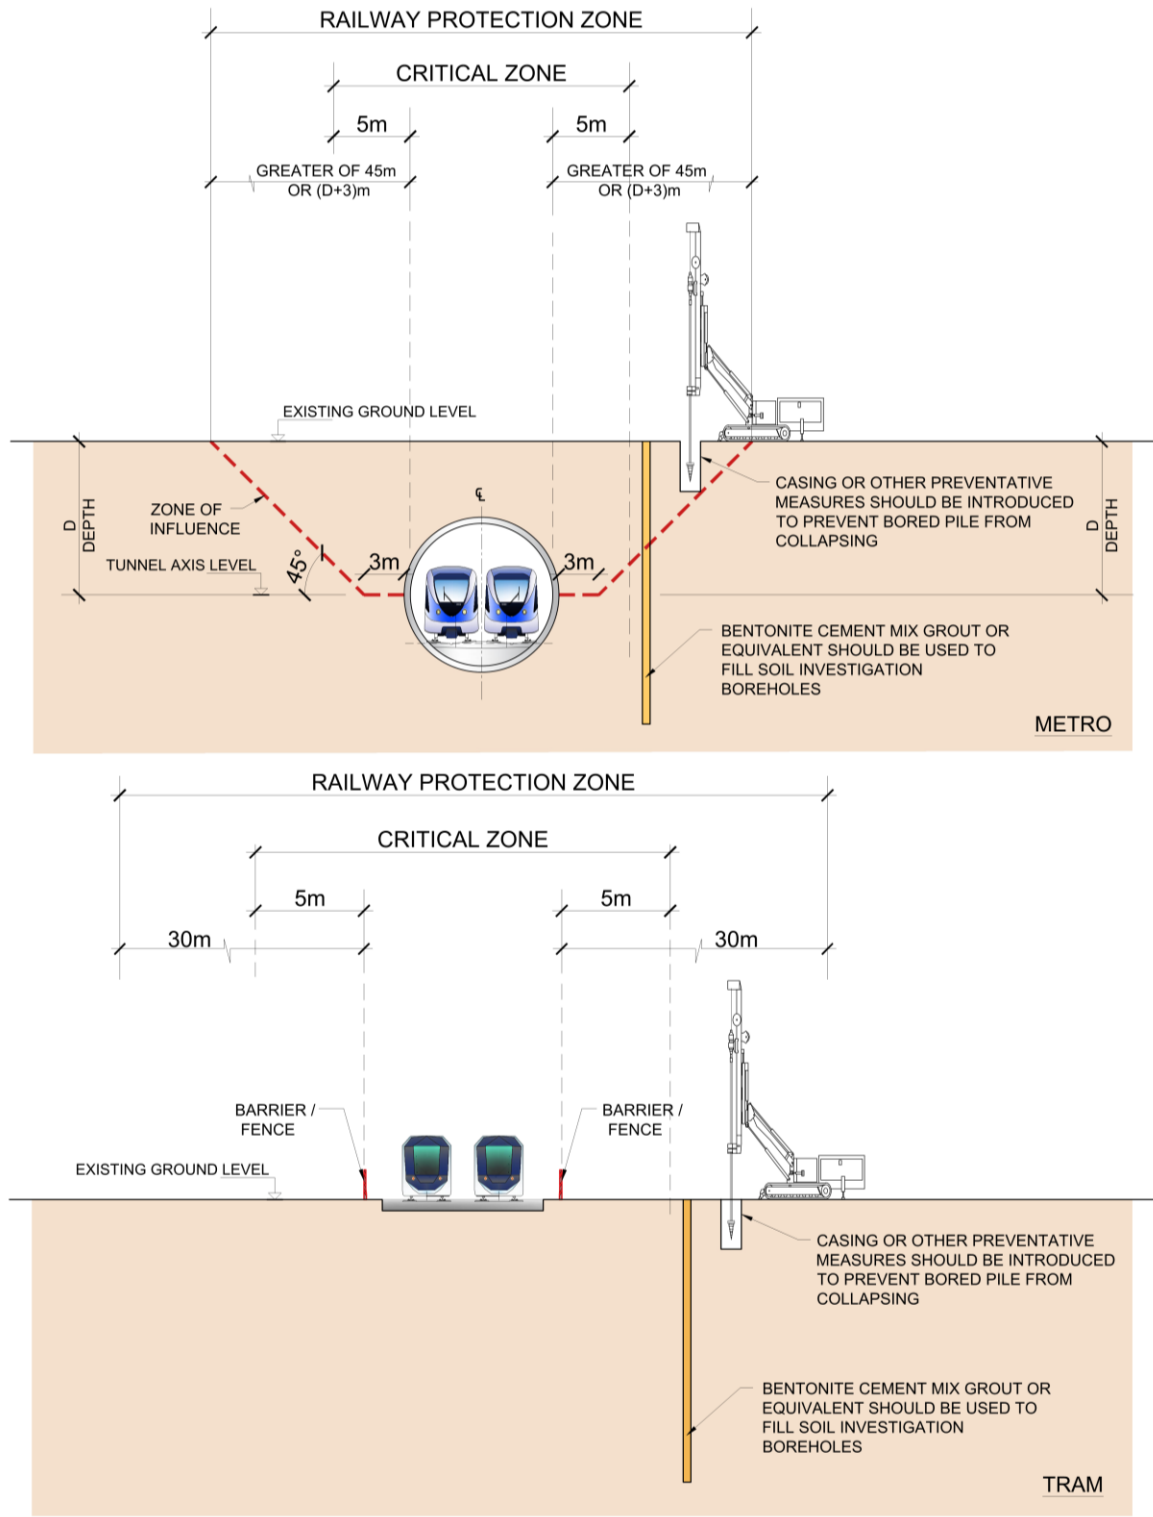 RAILWAY PROTECTION ZONE
CRITICAL ZONE
5m
5m
GREATER OF 45m
OR (D+3)m
GREATER OF 45m
OR (D+3)m
EXISTING GROUND LEVEL
ZONE OF
INFLUENCE
D
DEPTH
TUNNEL AXIS LEVEL
45°
3m
℄
3m
CASING OR OTHER PREVENTATIVE
MEASURES SHOULD BE INTRODUCED
TO PREVENT BORED PILE FROM
COLLAPSING
D
DEPTH
BENTONITE CEMENT MIX GROUT OR
EQUIVALENT SHOULD BE USED TO
FILL SOIL INVESTIGATION
BOREHOLES
METRO
RAILWAY PROTECTION ZONE
CRITICAL ZONE
5m
5m
30m
30m
BARRIER /
FENCE
BARRIER /
FENCE
EXISTING GROUND LEVEL
CASING OR OTHER PREVENTATIVE
MEASURES SHOULD BE INTRODUCED
TO PREVENT BORED PILE FROM
COLLAPSING
BENTONITE CEMENT MIX GROUT OR
EQUIVALENT SHOULD BE USED TO
FILL SOIL INVESTIGATION
BOREHOLES
TRAM